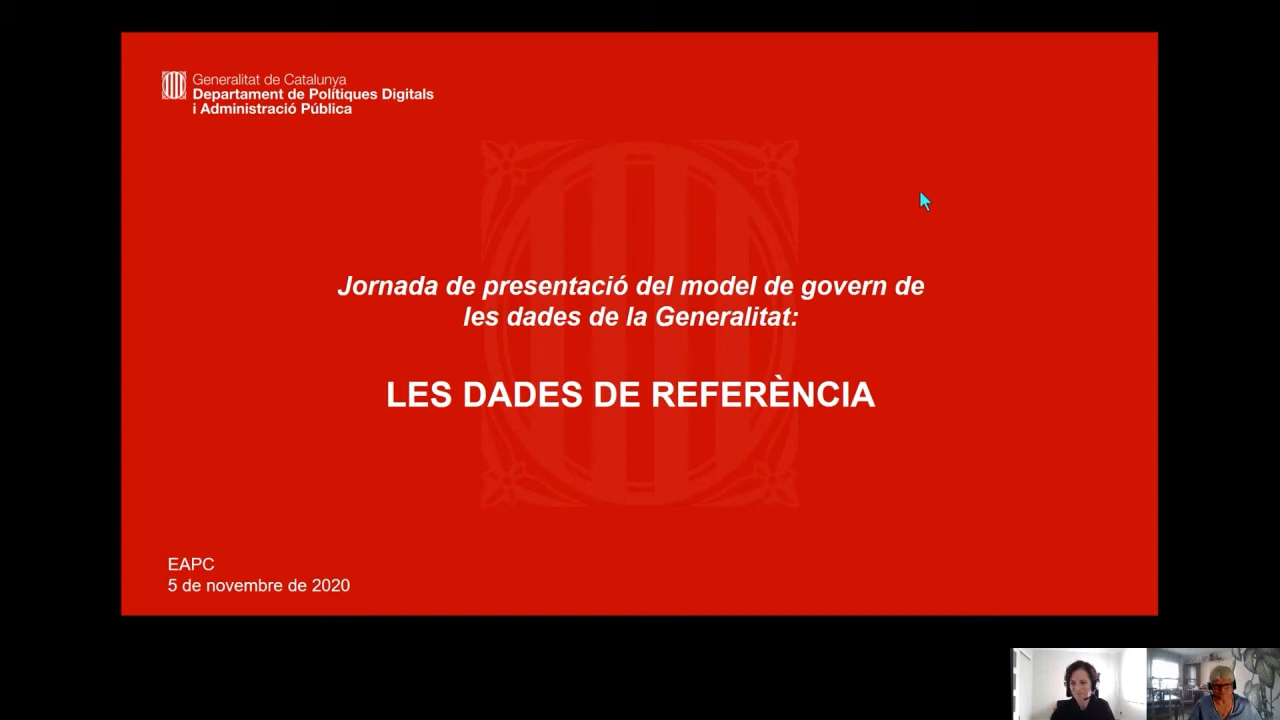 Generalitat de Catalunya
Departament de Polítiques Digitals
i Administració Pública
Jornada de presentació del model de govern de
les dades de la Generalitat:
LES DADES DE REFERÈNCIA
EAPC
5 de novembre de 2020